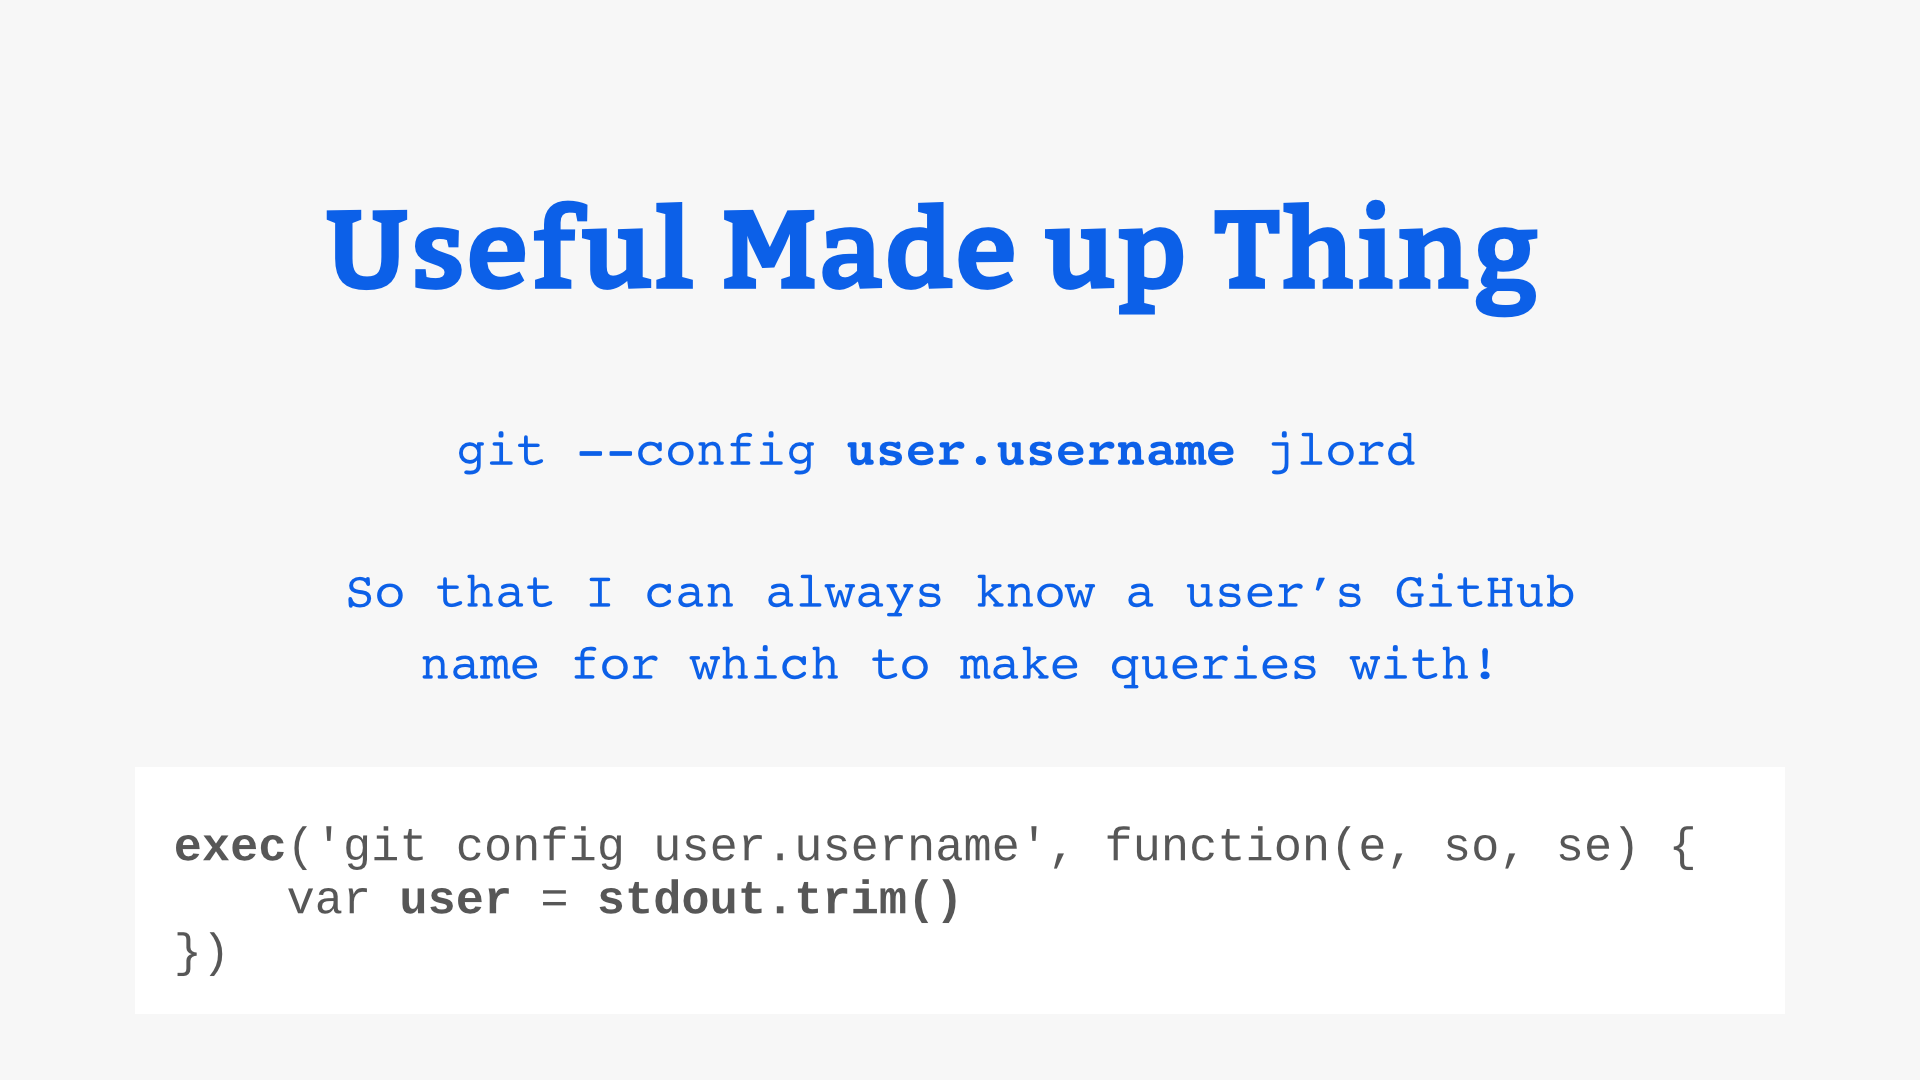 Useful Made up Thing
git --config user.username jlord
So that I can always know a user’s GitHub
name for which to make queries with!
exec('git config user.username', function(e, so, se) {
    var user = stdout.trim()
})